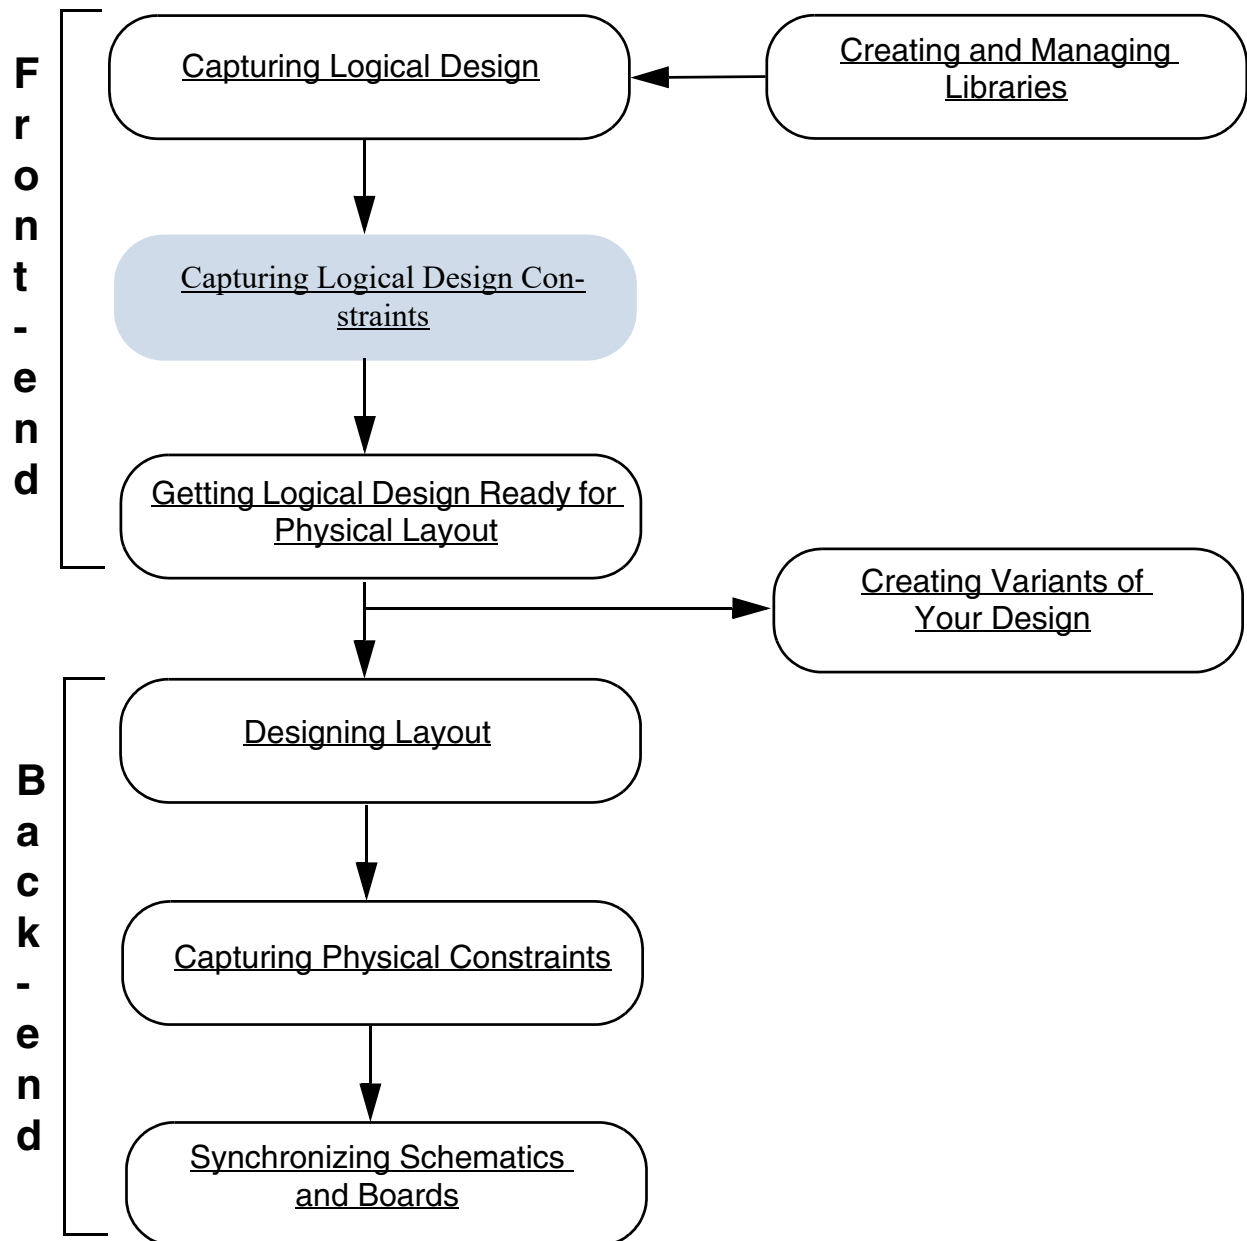 Front-end
Capturing Logical Design
Creating and Managing
Libraries
Capturing Logical Design Con-
straints
Getting Logical Design Ready for
Physical Layout
Creating Variants of
Your Design
Back-end
Designing Layout
Capturing Physical Constraints
Synchronizing Schematics
and Boards